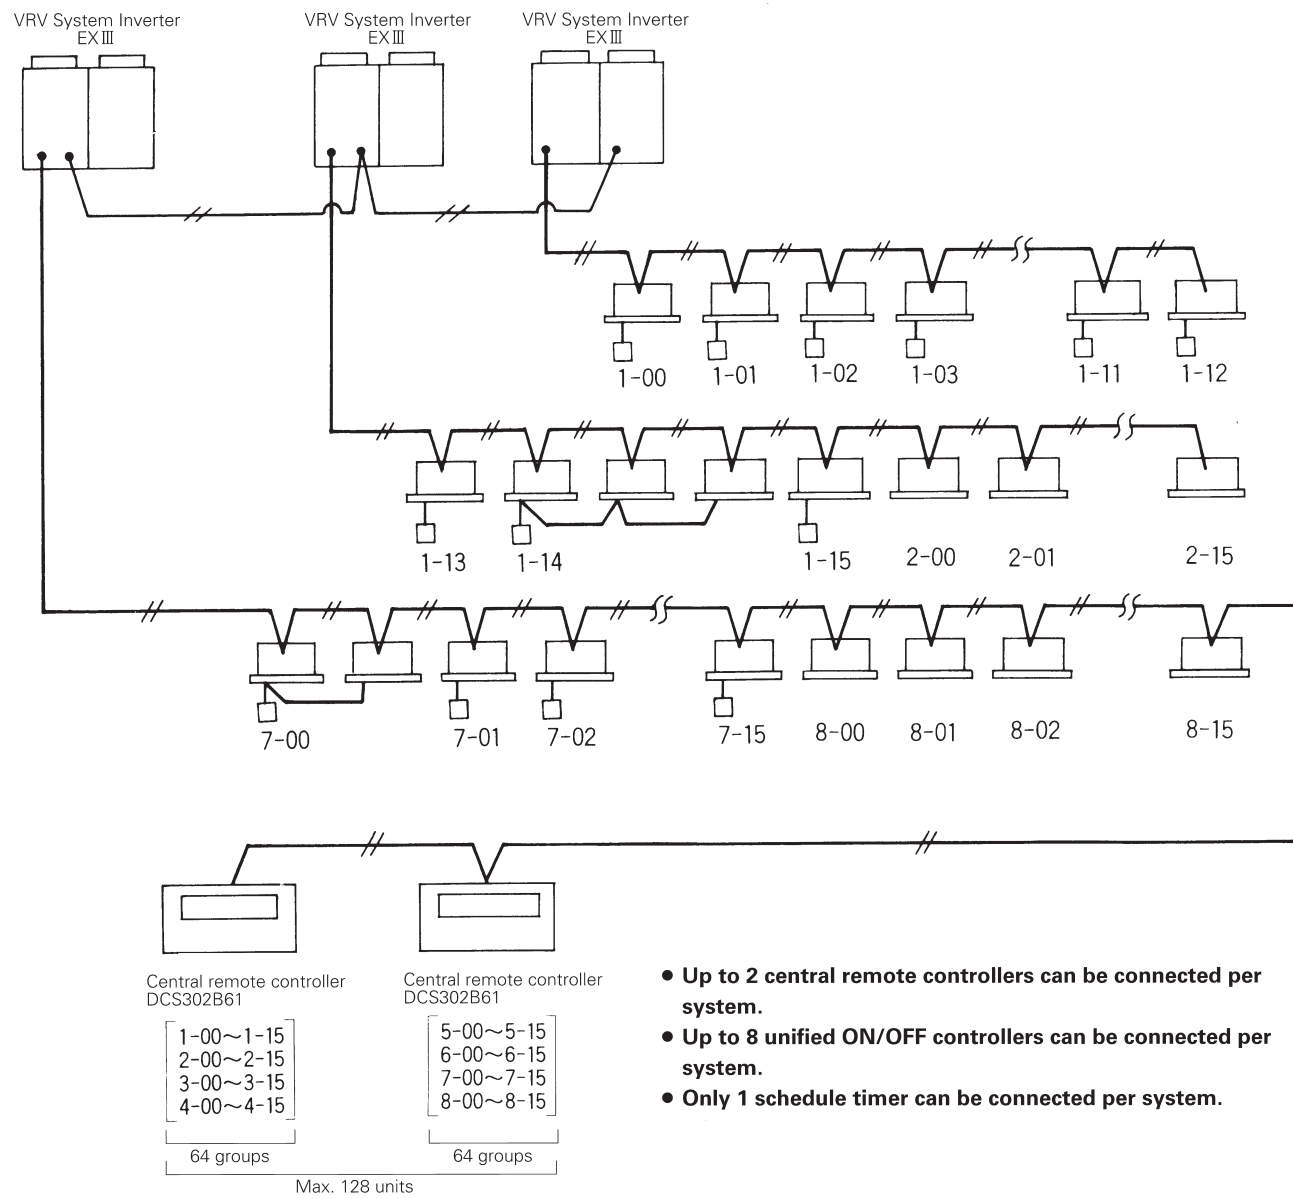 VRV System Inverter
EX III
VRV System Inverter
EX III
VRV System Inverter
EX III
1-00 1-01 1-02 1-03 1-11 1-12
1-13 1-14 1-15 2-00 2-01 2-15
7-00 7-01 7-02 7-15 8-00 8-01 8-02 8-15
Central remote controller
DCS302B61
1-00~1-15
2-00~2-15
3-00~3-15
4-00~4-15
64 groups
Central remote controller
DCS302B61
5-00~5-15
6-00~6-15
7-00~7-15
8-00~8-15
64 groups
Max. 128 units
● Up to 2 central remote controllers can be connected per
system.
● Up to 8 unified ON/OFF controllers can be connected per
system.
● Only 1 schedule timer can be connected per system.